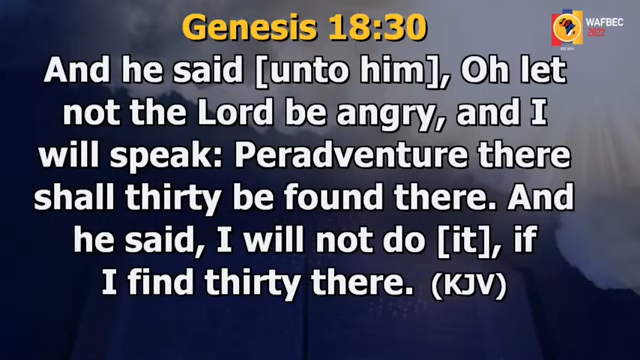 Genesis 18:30
WAFBEC
2022
And he said [unto him], Oh let
not the Lord be angry, and I
will speak: Peradventure there
shall thirty be found there. And
he said, I will not do [it], if
I find thirty there. (KJV)